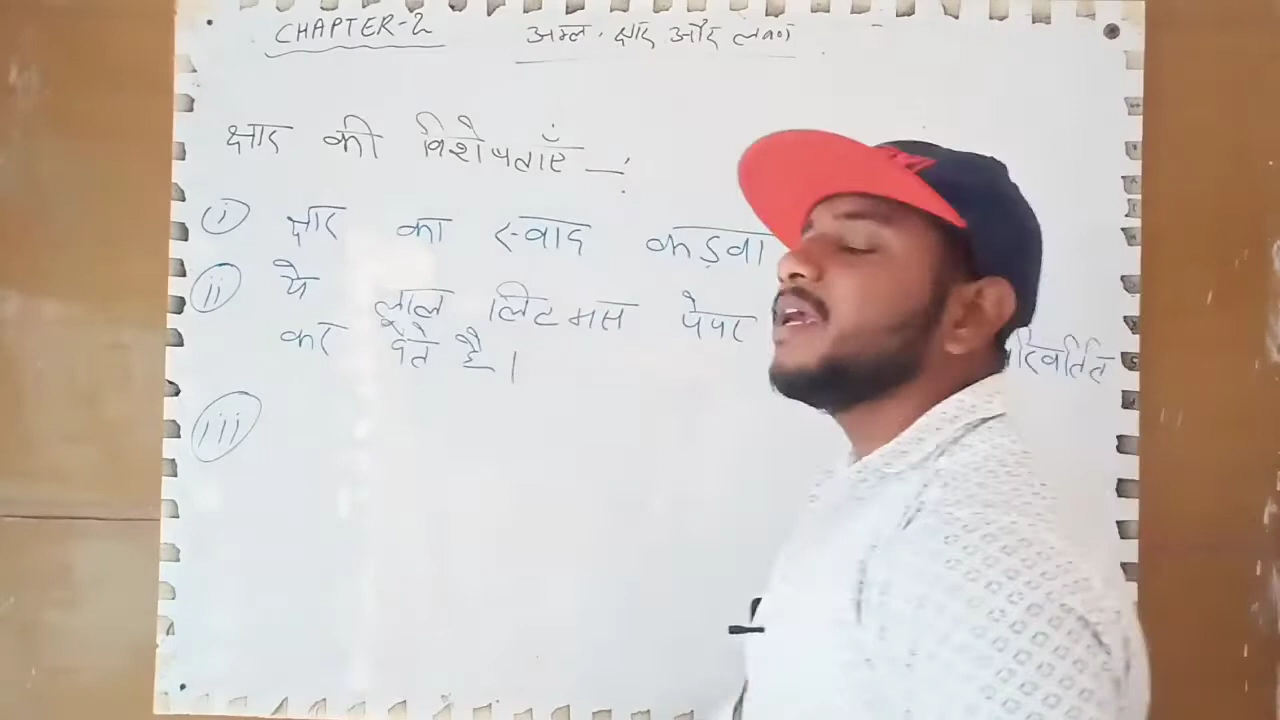 CHAPTER-2 अम्ल, क्षार और लवण
क्षार की विशेषताएँ —:
(i) क्षार का स्वाद कड़वा
(ii) ये लाल लिटमस पेपर
कर देते है।
(iii)